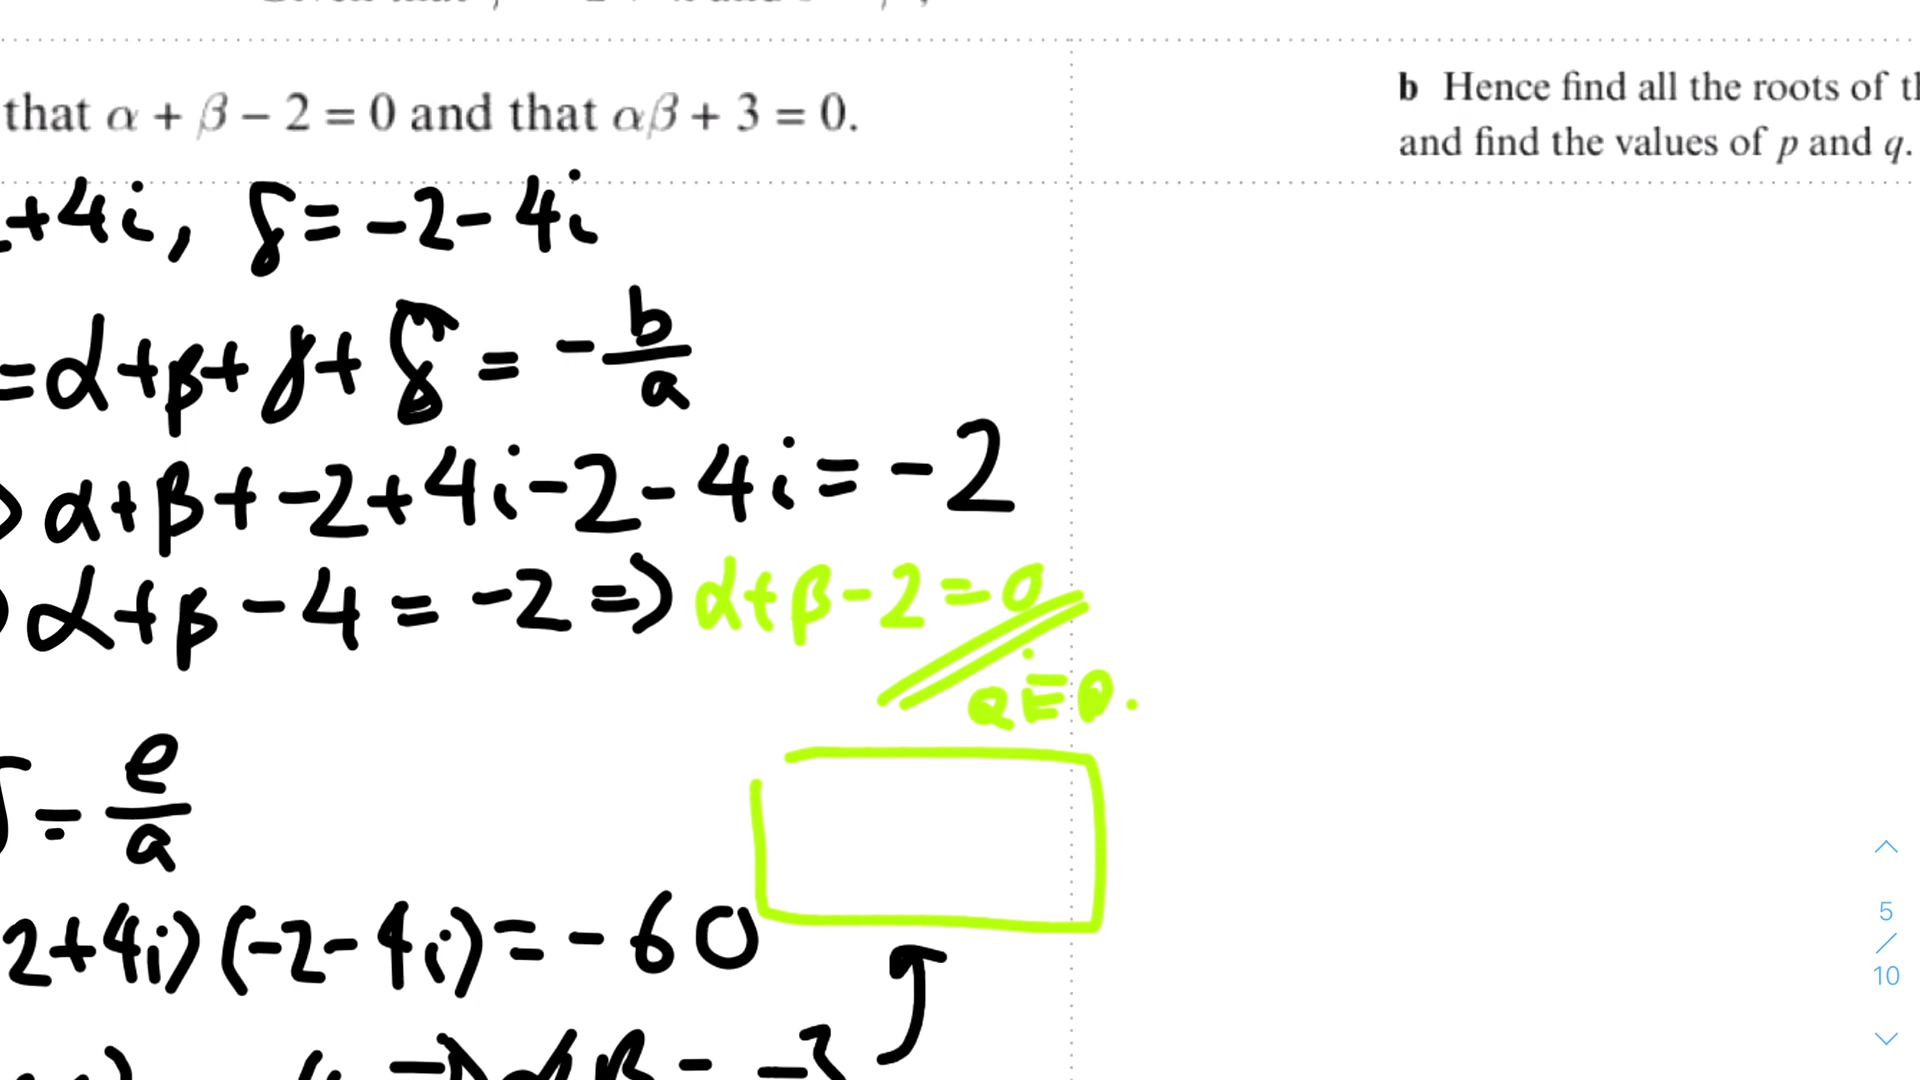 that α + β − 2 = 0 and that αβ + 3 = 0.
b Hence find all the roots of
and find the values of p and q.
+4i, δ = -2 - 4i
= α + β + γ + δ = - b/a
α + β + -2 + 4i - 2 - 4i = -2
α + β - 4 = -2 => α + β - 2 = 0
= e/a
2+4i)(-2-4i) = -60
=> αβ = -3
5
/
10